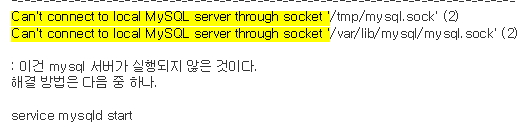 Can't connect to local MySQL server through socket '/tmp/mysql.sock' (2)
Can't connect to local MySQL server through socket '/var/lib/mysql/mysql.sock' (2)
: 이건 mysql 서버가 실행되지 않은 것이다.
해결 방법은 다음 중 하나.
service mysqld start